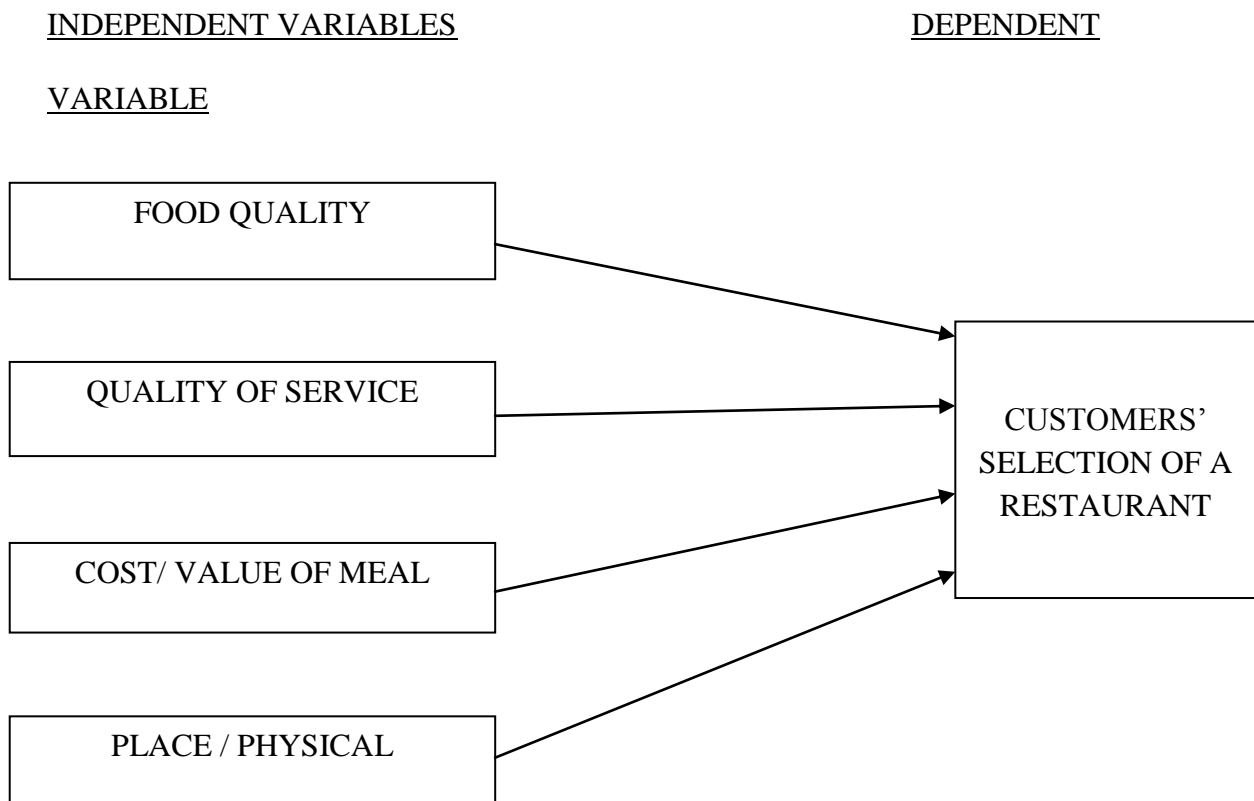 INDEPENDENT VARIABLES DEPENDENT
VARIABLE
FOOD QUALITY
QUALITY OF SERVICE
COST/ VALUE OF MEAL
PLACE / PHYSICAL
CUSTOMERS’
SELECTION OF A
RESTAURANT